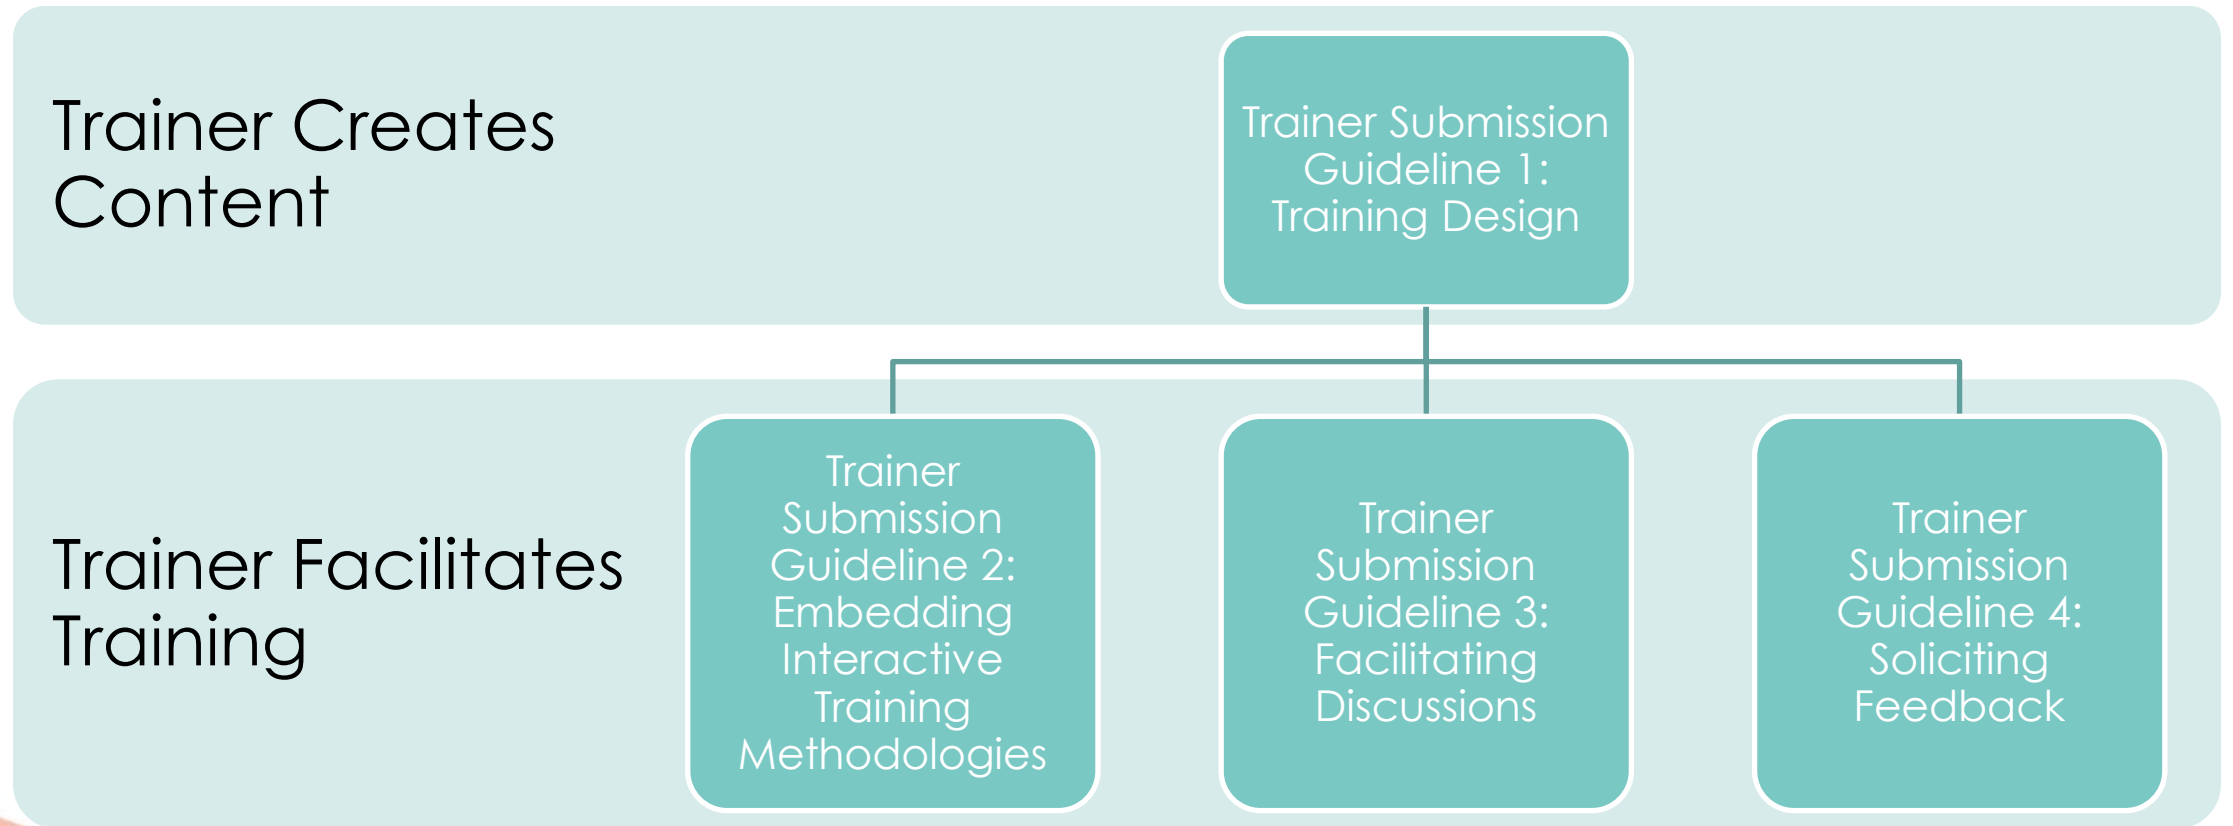 Trainer Creates
Content
Trainer Submission
Guideline 1:
Training Design
Trainer Facilitates
Training
Trainer
Submission
Guideline 2:
Embedding
Interactive
Training
Methodologies
Trainer
Submission
Guideline 3:
Facilitating
Discussions
Trainer
Submission
Guideline 4:
Soliciting
Feedback